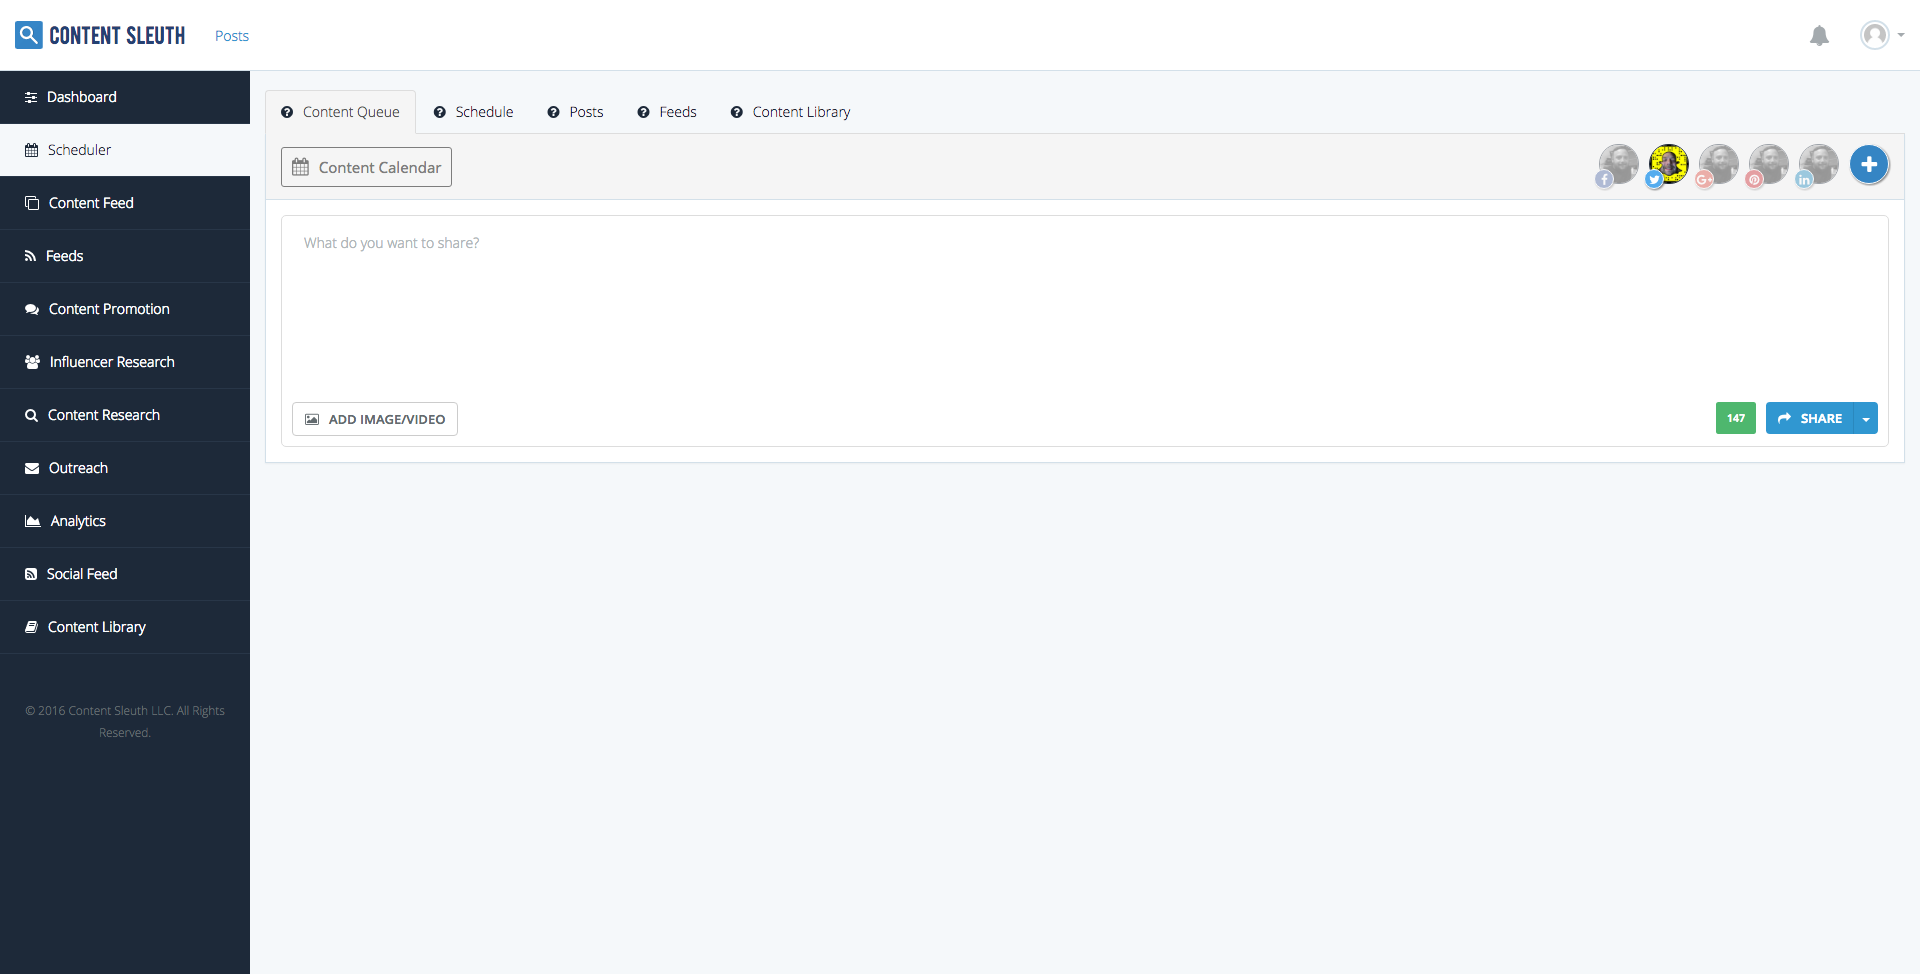 CONTENT SLEUTH
Posts
Dashboard
Scheduler
Content Feed
Feeds
Content Promotion
Influencer Research
Content Research
Outreach
Analytics
Social Feed
Content Library
© 2016 Content Sleuth LLC. All Rights
Reserved.
Content Queue
Schedule
Posts
Feeds
Content Library
Content Calendar
What do you want to share?
ADD IMAGE/VIDEO
147
SHARE